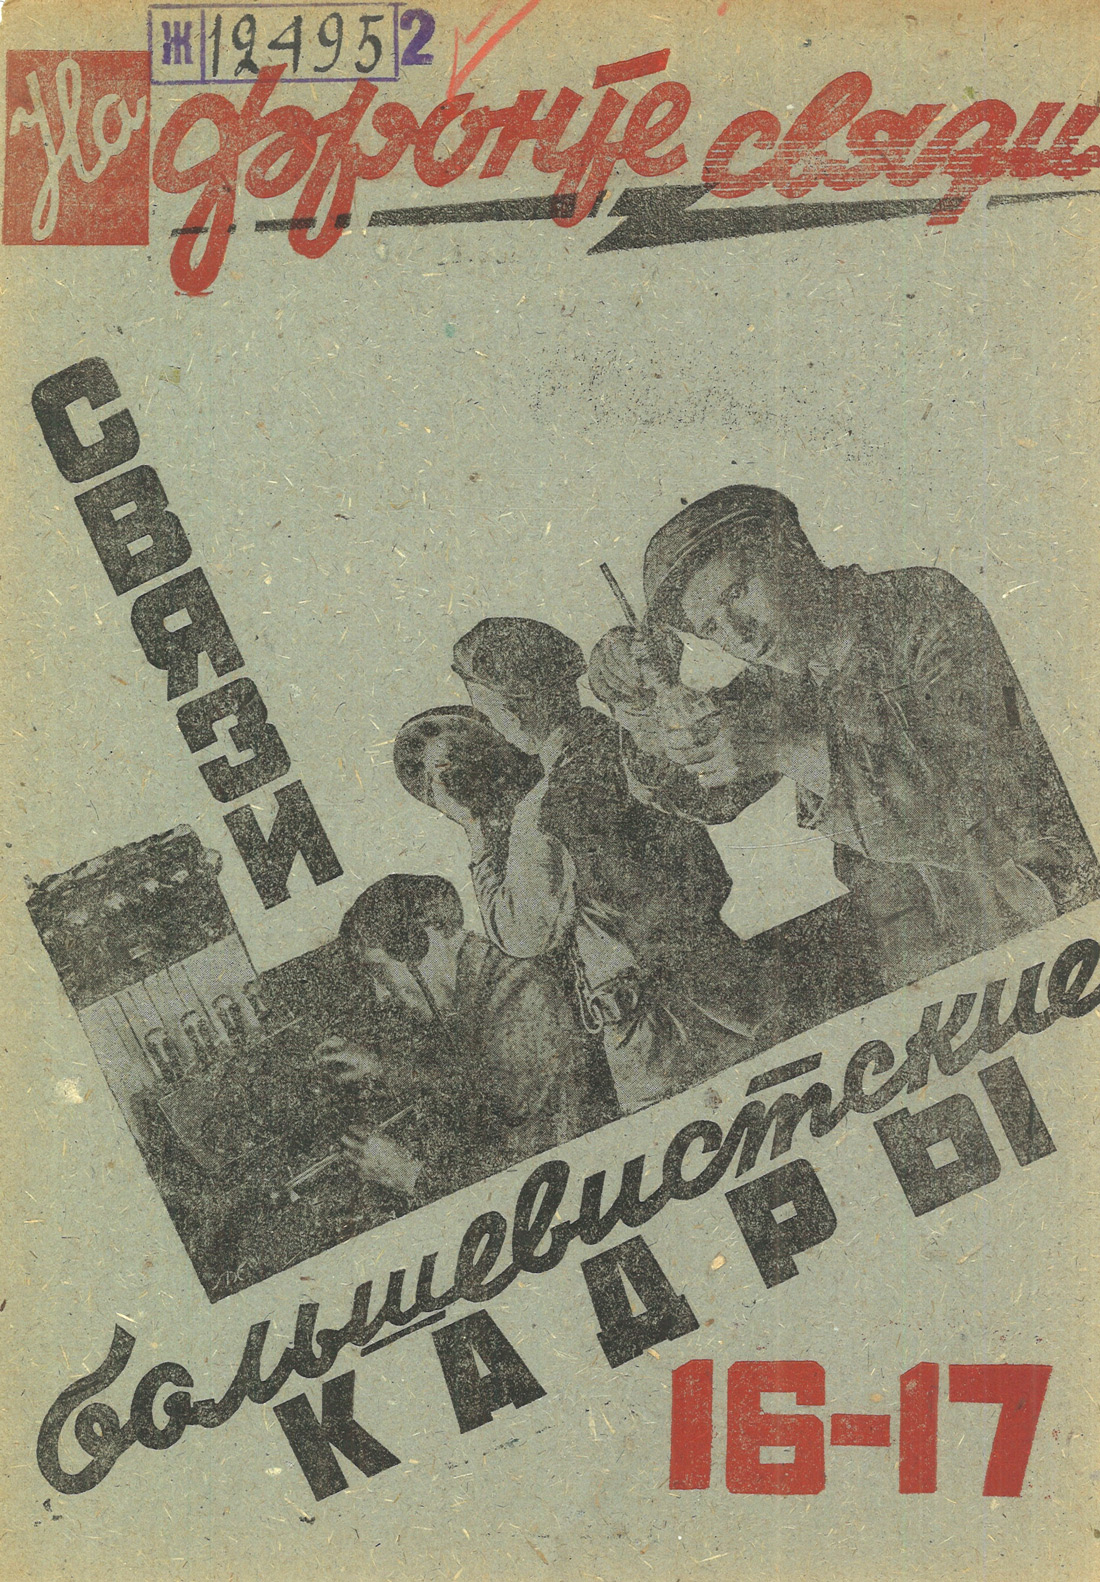 Ж 12495 2
На фронте связи
СВЯЗИ
большевистские
КАДРЫ
16-17